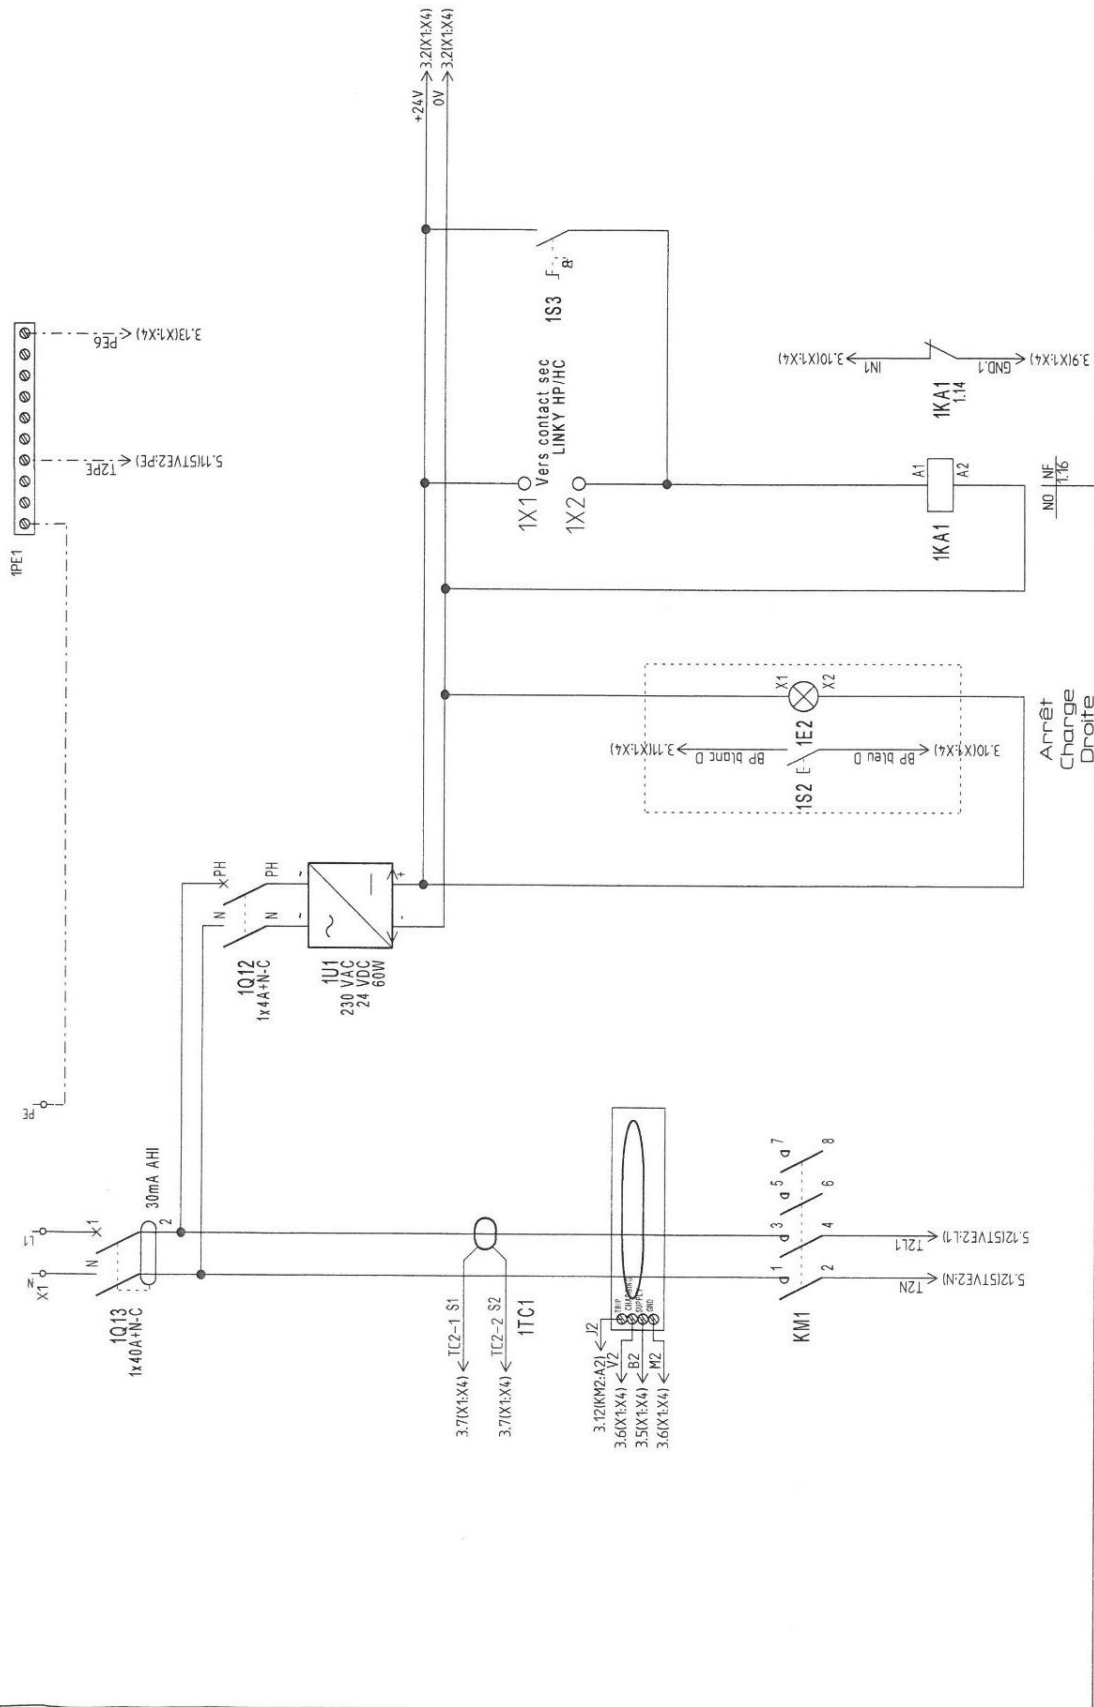 1PE1
PE
PE6
3.13(X1:X4)
T2PE
5.11(STVE2:PE)
X1
N
L1
N
1
30mA AHI
2
1Q13
1x40A+N-C
N
PH
N
PH
1Q12
1x4A+N-C
~
~
~
-
+
1U1
230 VAC
24 VDC
60W
+24V
3.2(X1:X4)
0V
3.2(X1:X4)
1S3
1X1
1X2
Vers contact sec
LINKY HP/HC
TC2-1 S1
3.7(X1:X4)
TC2-2 S2
3.7(X1:X4)
1TC1
TRIP
SUPPLY
GND
J2
3.12(KM2:A2)
V2
3.6(X1:X4)
B2
3.5(X1:X4)
M2
3.6(X1:X4)
1
3
5
7
2
4
6
8
KM1
T2N
5.12(STVE2:N)
T2L1
5.12(STVE2:L1)
3.11(X1:X4)
BP blanc D
1S2
1E2
X1
X2
BP bleu D
3.10(X1:X4)
Arrêt
Charge
Droite
A1
A2
1KA1
NO
NF
1.16
3.10(X1:X4)
IN1
1KA1
1.14
GND.1
3.9(X1:X4)